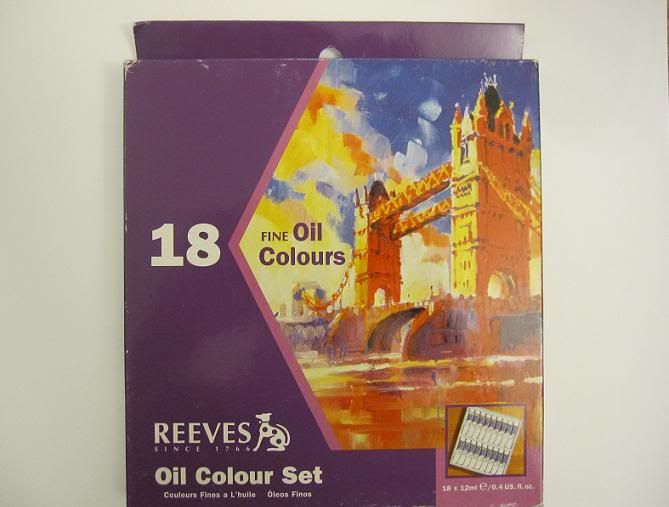 18
FINE Oil
Colours
REEVES
SINCE 1766
Oil Colour Set
Couleurs Fines a L'huile Óleos Finos
18 x 12ml ℮/0.4 US. fl. oz.